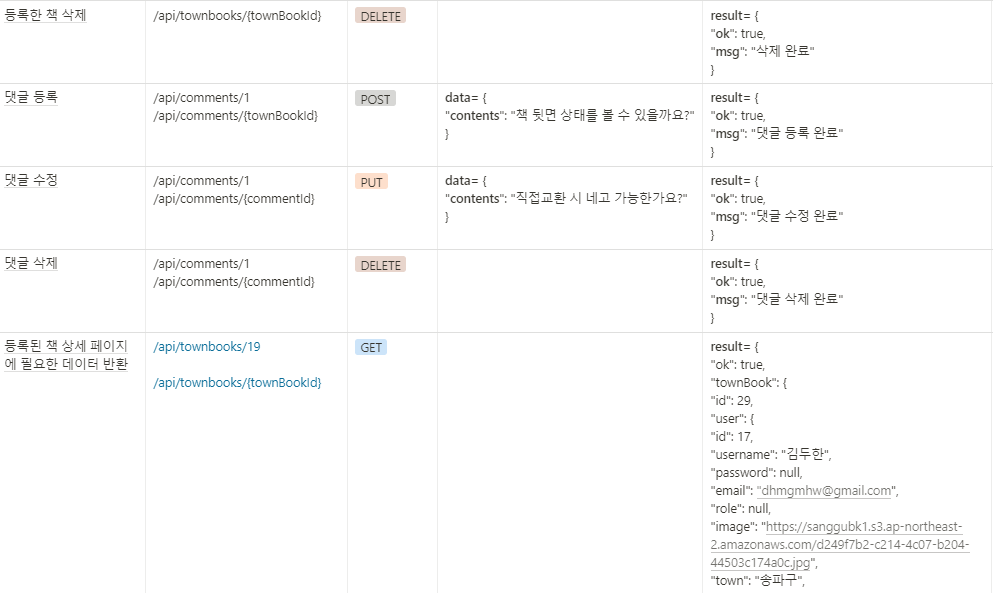 등록한 책 삭제
/api/townbooks/{townBookId}
DELETE
result= {
"ok": true,
"msg": "삭제 완료"
}
댓글 등록
/api/comments/1
/api/comments/{townBookId}
POST
data= {
"contents": "책 뒷면 상태를 볼 수 있을까요?"
}
result= {
"ok": true,
"msg": "댓글 등록 완료"
}
댓글 수정
/api/comments/1
/api/comments/{commentId}
PUT
data= {
"contents": "직접교환 시 네고 가능한가요?"
}
result= {
"ok": true,
"msg": "댓글 수정 완료"
}
댓글 삭제
/api/comments/1
/api/comments/{commentId}
DELETE
result= {
"ok": true,
"msg": "댓글 삭제 완료"
}
등록된 책 상세 페이지
에 필요한 데이터 반환
/api/townbooks/19
/api/townbooks/{townBookId}
GET
result= {
"ok": true,
"townBook": {
"id": 29,
"user": {
"id": 17,
"username": "김두한",
"password": null,
"email": "dhmgmhw@gmail.com",
"role": null,
"image": "https://sanggubk1.s3.ap-northeast-
2.amazonaws.com/d249f7b2-c214-4c07-b204-
44503c174a0c.jpg",
"town": "송파구",